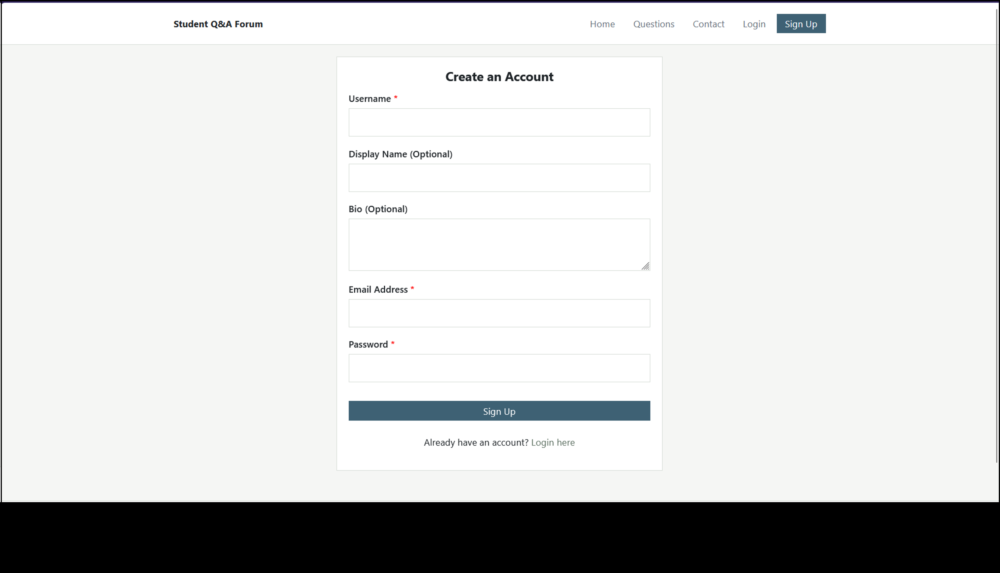 Student Q&A Forum
Home Questions Contact Login Sign Up
Create an Account
Username *
Display Name (Optional)
Bio (Optional)
Email Address *
Password *
Sign Up
Already have an account? Login here